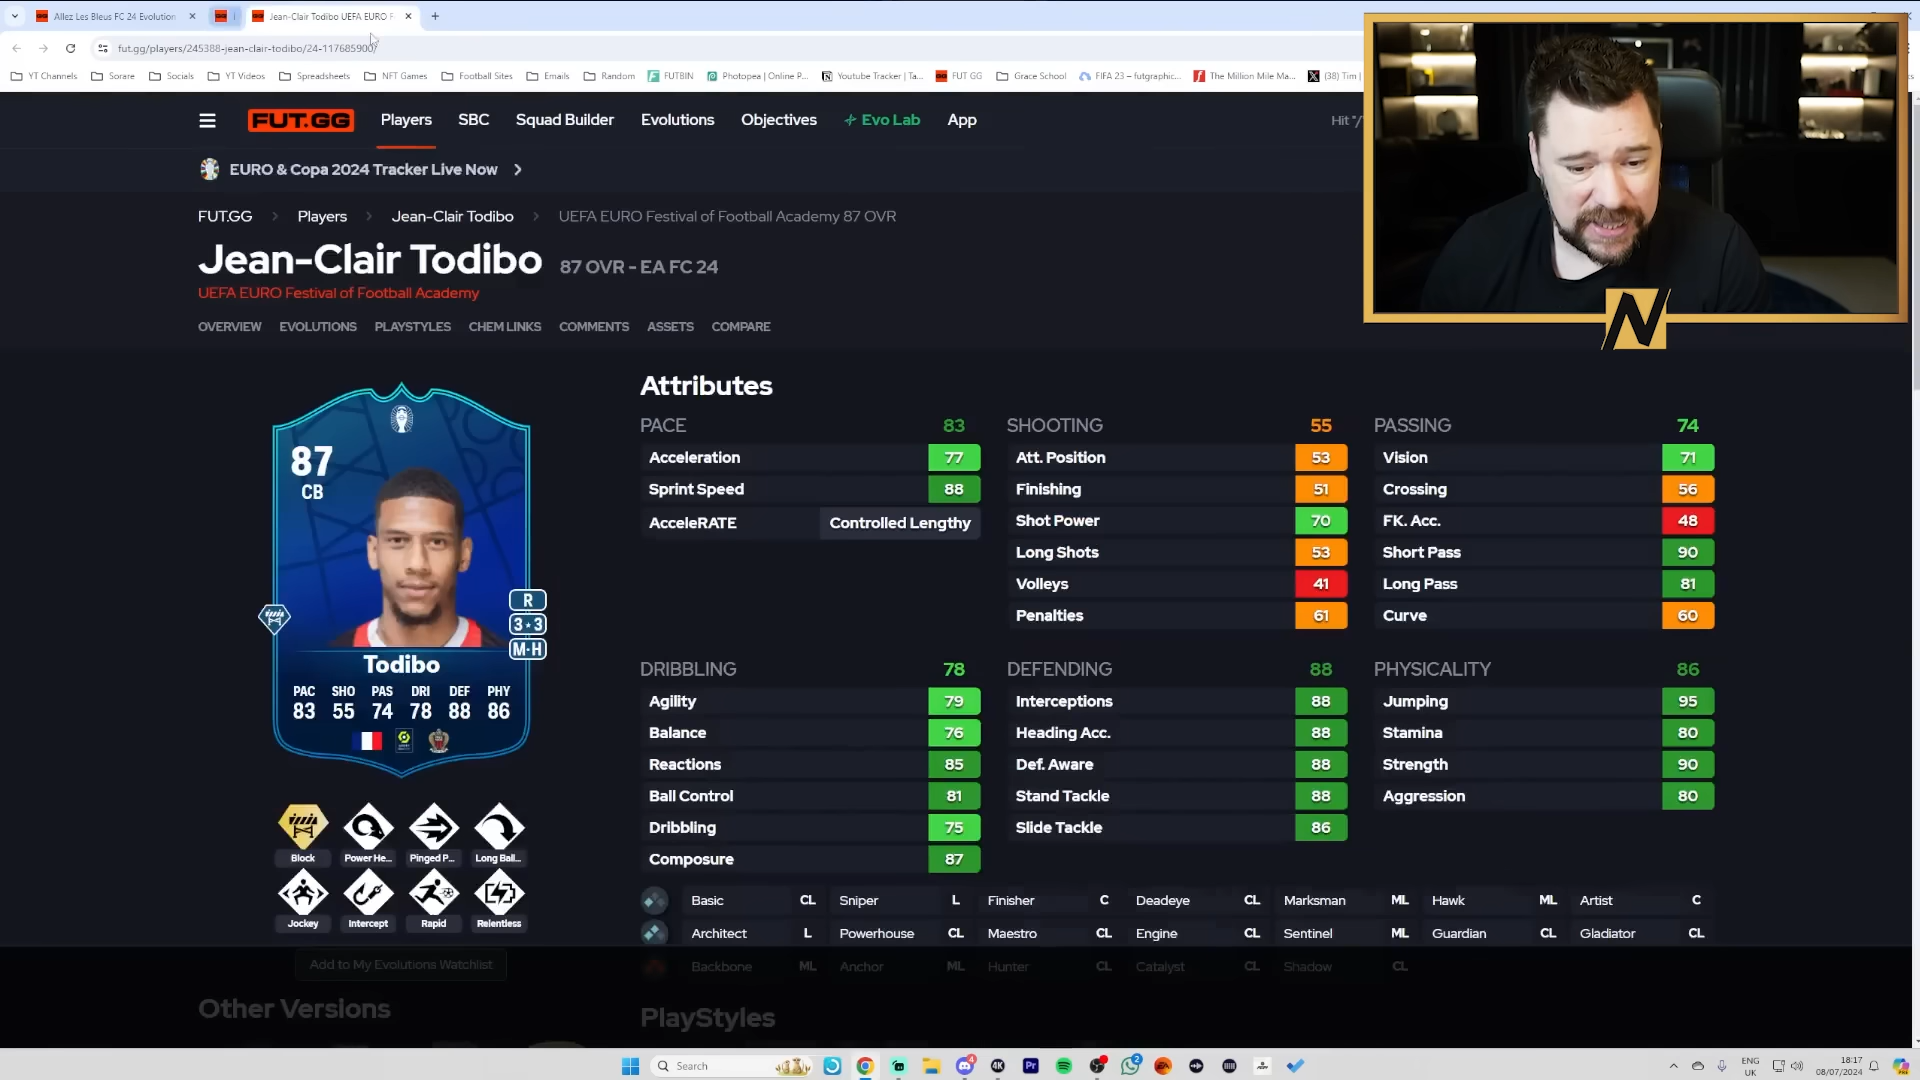 Allez Les Bleus FC 24 Evolution
Jean-Clair Todibo UEFA EURO F
fut.gg/players/245388-jean-clair-todibo/24-117685900/
YT Channels Sorare Socials YT Videos Spreadsheets NFT Games Football Sites Emails Random FUTBIN Photopea | Online P... Youtube Tracker | Ta... FUT GG Grace School FIFA 23 – futgraphic... The Million Mile Ma... (38) Tim |
FUT.GG Players SBC Squad Builder Evolutions Objectives Evo Lab App Hit "/
EURO & Copa 2024 Tracker Live Now
FUT.GG > Players > Jean-Clair Todibo > UEFA EURO Festival of Football Academy 87 OVR
Jean-Clair Todibo 87 OVR - EA FC 24
UEFA EURO Festival of Football Academy
OVERVIEW EVOLUTIONS PLAYSTYLES CHEM LINKS COMMENTS ASSETS COMPARE
N
87
CB
R
3 ⋆ 3
M-H
Todibo
PAC SHO PAS DRI DEF PHY
83 55 74 78 88 86
Block Power He... Pinged P... Long Ball...
Jockey Intercept Rapid Relentless
Add to My Evolutions Watchlist
Other Versions
Attributes
PACE 83
Acceleration 77
Sprint Speed 88
AcceleRATE Controlled Lengthy
SHOOTING 55
Att. Position 53
Finishing 51
Shot Power 70
Long Shots 53
Volleys 41
Penalties 61
PASSING 74
Vision 71
Crossing 56
FK. Acc. 48
Short Pass 90
Long Pass 81
Curve 60
DRIBBLING 78
Agility 79
Balance 76
Reactions 85
Ball Control 81
Dribbling 75
Composure 87
DEFENDING 88
Interceptions 88
Heading Acc. 88
Def. Aware 88
Stand Tackle 88
Slide Tackle 86
PHYSICALITY 86
Jumping 95
Stamina 80
Strength 90
Aggression 80
Basic CL Sniper L Finisher C Deadeye CL Marksman ML Hawk ML Artist C
Architect L Powerhouse CL Maestro CL Engine CL Sentinel ML Guardian CL Gladiator CL
Backbone ML Anchor ML Hunter CL Catalyst CL Shadow CL
PlayStyles
Search
4
4K
Pr
2
ENG
UK
18:17
08/07/2024